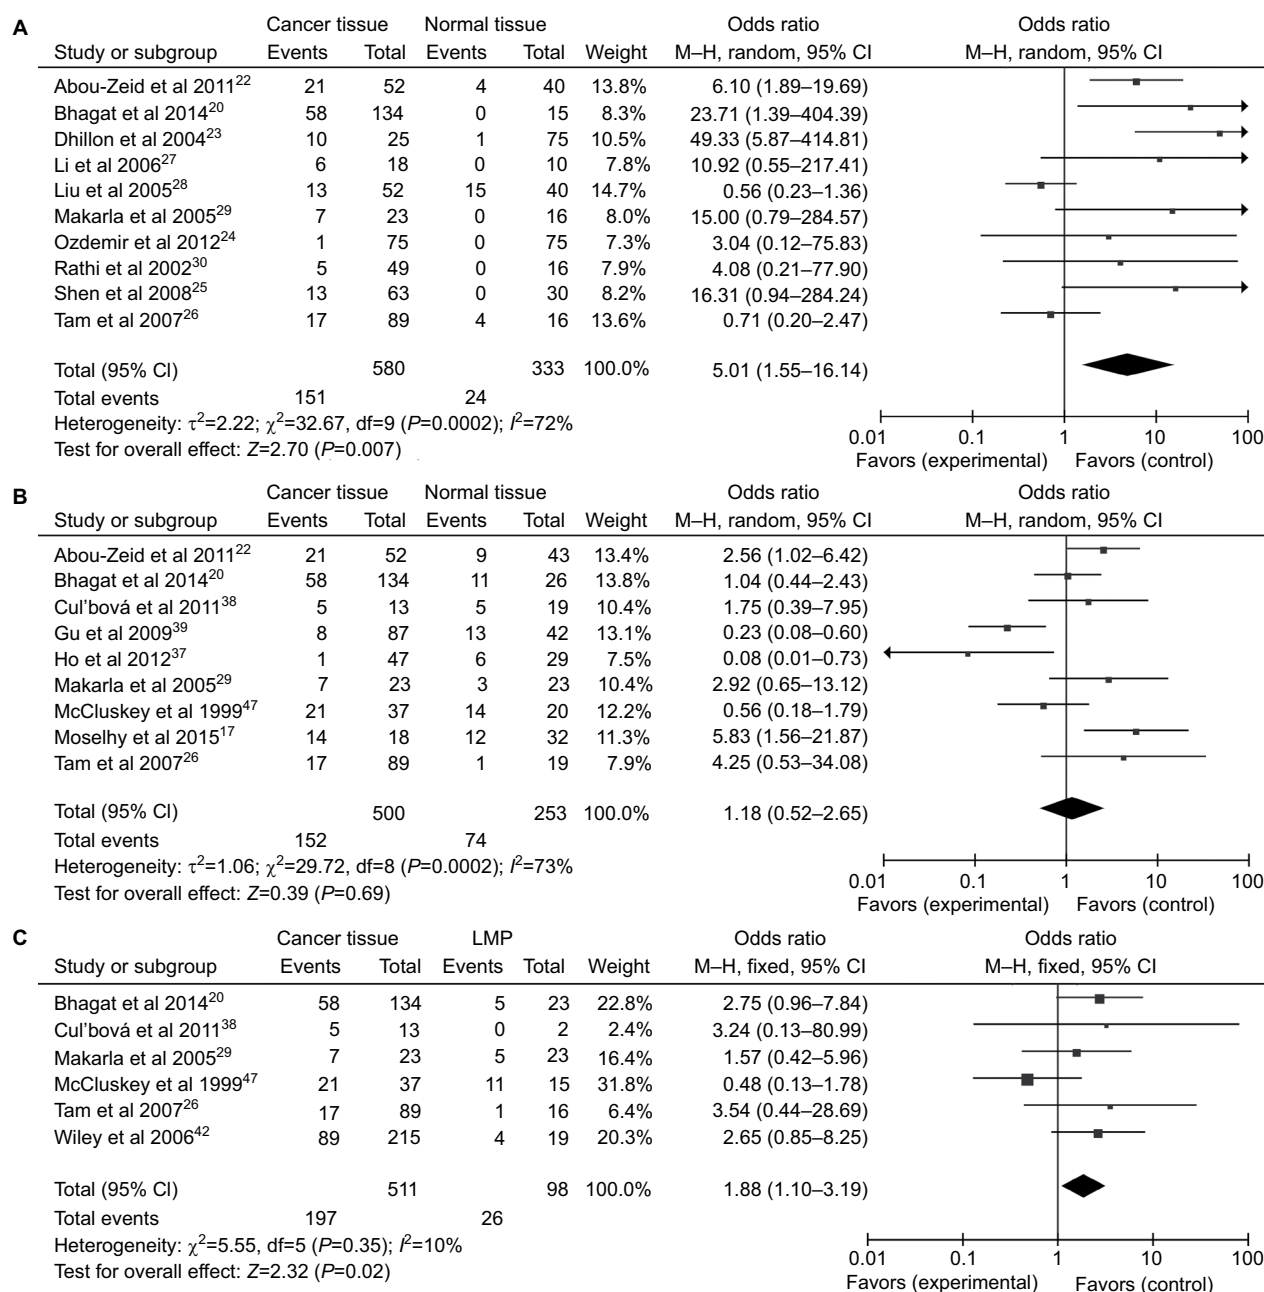 A
Cancer tissue Normal tissue Odds ratio Odds ratio
Study or subgroup Events Total Events Total Weight M–H, random, 95% CI M–H, random, 95% CI
Abou-Zeid et al 2011²² 21 52 4 40 13.8% 6.10 (1.89–19.69)
Bhagat et al 2014²⁰ 58 134 0 15 8.3% 23.71 (1.39–404.39)
Dhillon et al 2004²³ 10 25 1 75 10.5% 49.33 (5.87–414.81)
Li et al 2006²⁷ 6 18 0 10 7.8% 10.92 (0.55–217.41)
Liu et al 2005²⁸ 13 52 15 40 14.7% 0.56 (0.23–1.36)
Makarla et al 2005²⁹ 7 23 0 16 8.0% 15.00 (0.79–284.57)
Ozdemir et al 2012²⁴ 1 75 0 75 7.3% 3.04 (0.12–75.83)
Rathi et al 2002³⁰ 5 49 0 16 7.9% 4.08 (0.21–77.90)
Shen et al 2008²⁵ 13 63 0 30 8.2% 16.31 (0.94–284.24)
Tam et al 2007²⁶ 17 89 4 16 13.6% 0.71 (0.20–2.47)
Total (95% CI) 580 333 100.0% 5.01 (1.55–16.14)
Total events 151 24
Heterogeneity: τ²=2.22; χ²=32.67, df=9 (P=0.0002); I²=72%
Test for overall effect: Z=2.70 (P=0.007)
0.01 0.1 1 10 100
Favors (experimental) Favors (control)
B
Cancer tissue Normal tissue Odds ratio Odds ratio
Study or subgroup Events Total Events Total Weight M–H, random, 95% CI M–H, random, 95% CI
Abou-Zeid et al 2011²² 21 52 9 43 13.4% 2.56 (1.02–6.42)
Bhagat et al 2014²⁰ 58 134 11 26 13.8% 1.04 (0.44–2.43)
Cul'bová et al 2011³⁸ 5 13 5 19 10.4% 1.75 (0.39–7.95)
Gu et al 2009³⁹ 8 87 13 42 13.1% 0.23 (0.08–0.60)
Ho et al 2012³⁷ 1 47 6 29 7.5% 0.08 (0.01–0.73)
Makarla et al 2005²⁹ 7 23 3 23 10.4% 2.92 (0.65–13.12)
McCluskey et al 1999⁴⁷ 21 37 14 20 12.2% 0.56 (0.18–1.79)
Moselhy et al 2015¹⁷ 14 18 12 32 11.3% 5.83 (1.56–21.87)
Tam et al 2007²⁶ 17 89 1 19 7.9% 4.25 (0.53–34.08)
Total (95% CI) 500 253 100.0% 1.18 (0.52–2.65)
Total events 152 74
Heterogeneity: τ²=1.06; χ²=29.72, df=8 (P=0.0002); I²=73%
Test for overall effect: Z=0.39 (P=0.69)
0.01 0.1 1 10 100
Favors (experimental) Favors (control)
C
Cancer tissue LMP Odds ratio Odds ratio
Study or subgroup Events Total Events Total Weight M–H, fixed, 95% CI M–H, fixed, 95% CI
Bhagat et al 2014²⁰ 58 134 5 23 22.8% 2.75 (0.96–7.84)
Cul'bová et al 2011³⁸ 5 13 0 2 2.4% 3.24 (0.13–80.99)
Makarla et al 2005²⁹ 7 23 5 23 16.4% 1.57 (0.42–5.96)
McCluskey et al 1999⁴⁷ 21 37 11 15 31.8% 0.48 (0.13–1.78)
Tam et al 2007²⁶ 17 89 1 16 6.4% 3.54 (0.44–28.69)
Wiley et al 2006⁴² 89 215 4 19 20.3% 2.65 (0.85–8.25)
Total (95% CI) 511 98 100.0% 1.88 (1.10–3.19)
Total events 197 26
Heterogeneity: χ²=5.55, df=5 (P=0.35); I²=10%
Test for overall effect: Z=2.32 (P=0.02)
0.01 0.1 1 10 100
Favors (experimental) Favors (control)